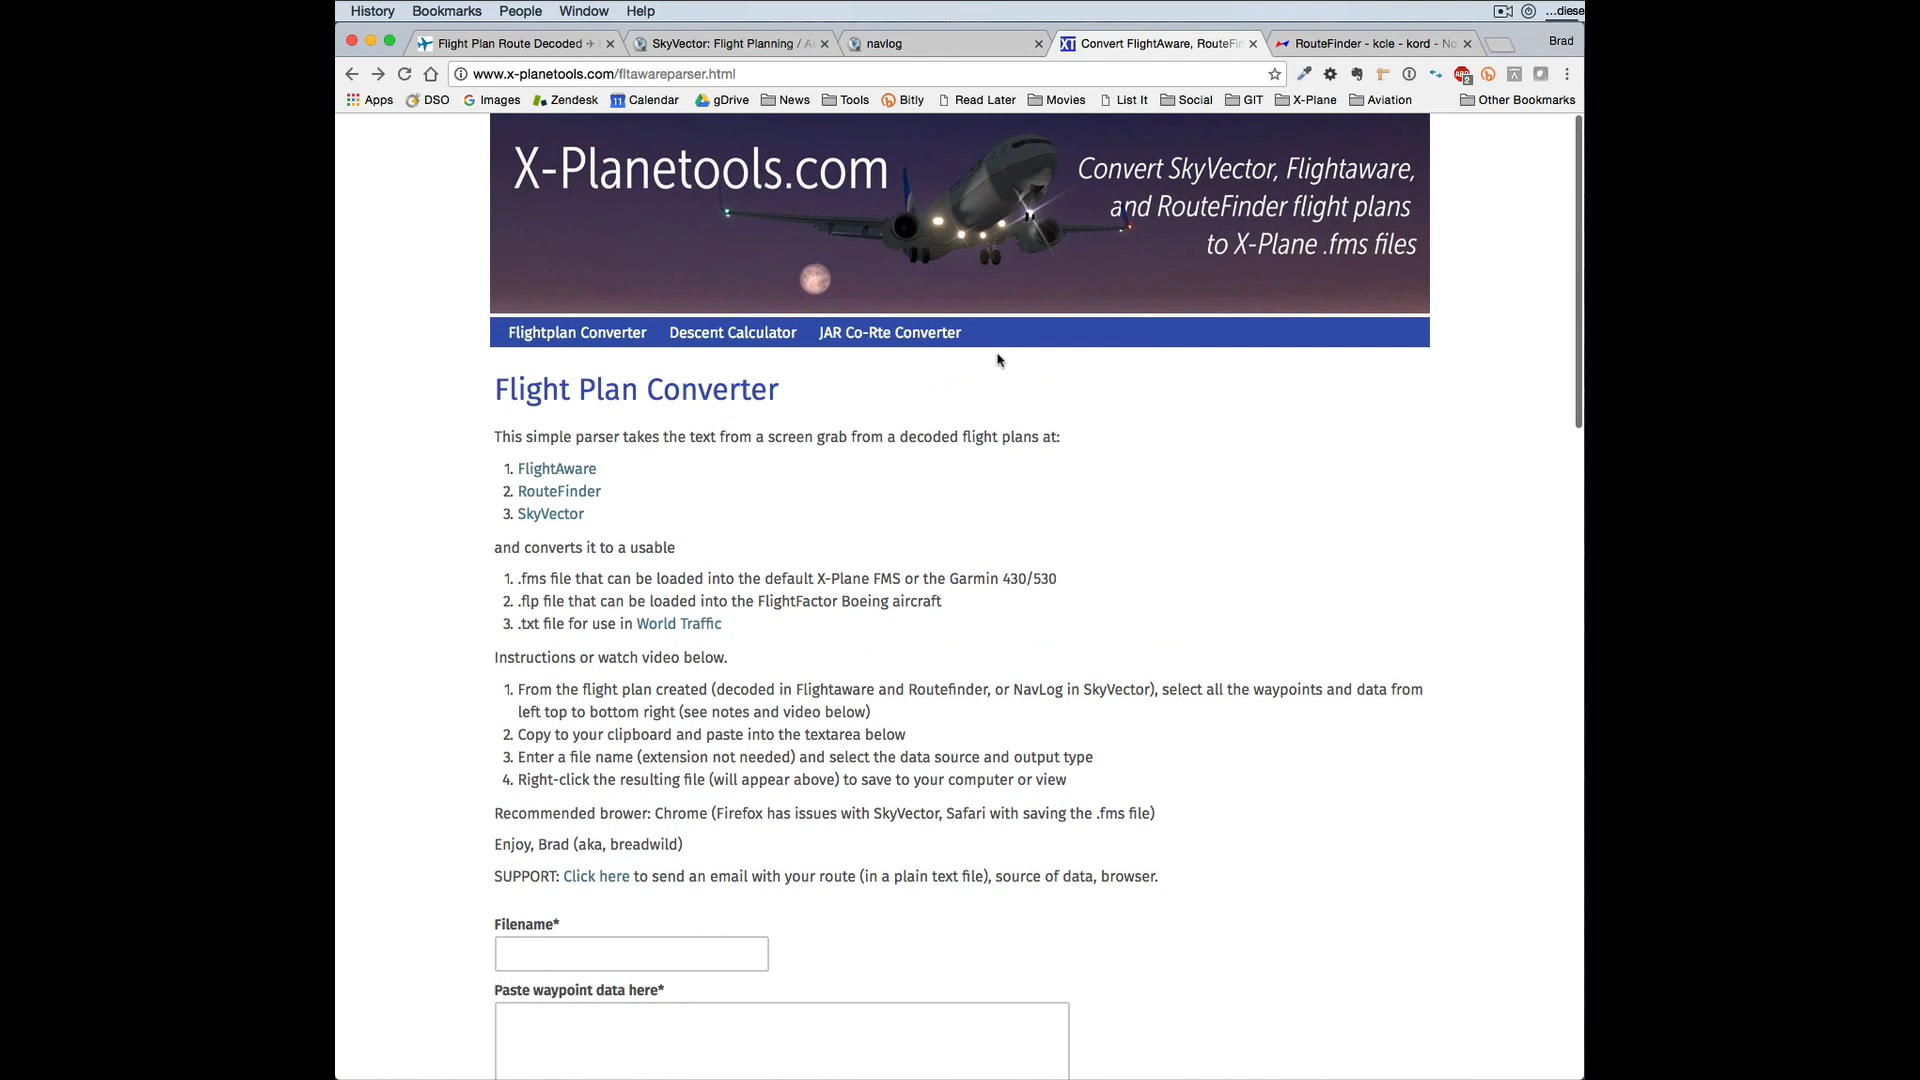 History Bookmarks People Window Help ...diese
Flight Plan Route Decoded SkyVector: Flight Planning / A navlog XT Convert FlightAware, RouteFin RouteFinder - kcle - kord - No Brad
www.x-planetools.com/fltawareparser.html
Apps DSO Images Zendesk 11 Calendar gDrive News Tools Bitly Read Later Movies List It Social GIT X-Plane Aviation Other Bookmarks
X-Planetools.com
Convert SkyVector, Flightaware,
and RouteFinder flight plans
to X-Plane .fms files
Flightplan Converter Descent Calculator JAR Co-Rte Converter
Flight Plan Converter
This simple parser takes the text from a screen grab from a decoded flight plans at:
1. FlightAware
2. RouteFinder
3. SkyVector
and converts it to a usable
1. .fms file that can be loaded into the default X-Plane FMS or the Garmin 430/530
2. .flp file that can be loaded into the FlightFactor Boeing aircraft
3. .txt file for use in World Traffic
Instructions or watch video below.
1. From the flight plan created (decoded in Flightaware and Routefinder, or NavLog in SkyVector), select all the waypoints and data from
left top to bottom right (see notes and video below)
2. Copy to your clipboard and paste into the textarea below
3. Enter a file name (extension not needed) and select the data source and output type
4. Right-click the resulting file (will appear above) to save to your computer or view
Recommended brower: Chrome (Firefox has issues with SkyVector, Safari with saving the .fms file)
Enjoy, Brad (aka, breadwild)
SUPPORT: Click here to send an email with your route (in a plain text file), source of data, browser.
Filename*
Paste waypoint data here*